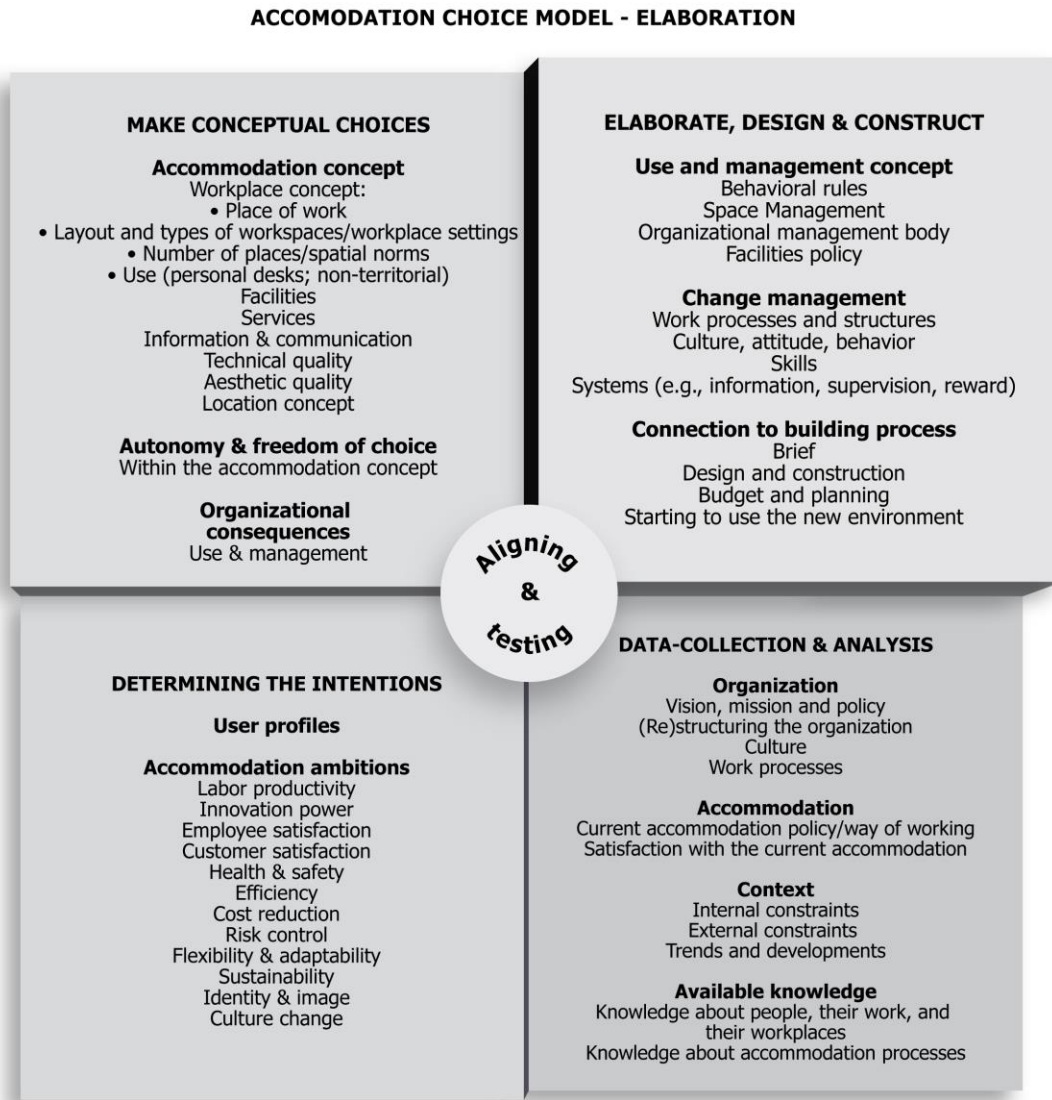 ACCOMODATION CHOICE MODEL - ELABORATION
MAKE CONCEPTUAL CHOICES
Accommodation concept
Workplace concept:
• Place of work
• Layout and types of workspaces/workplace settings
• Number of places/spatial norms
• Use (personal desks; non-territorial)
Facilities
Services
Information & communication
Technical quality
Aesthetic quality
Location concept
Autonomy & freedom of choice
Within the accommodation concept
Organizational
consequences
Use & management
ELABORATE, DESIGN & CONSTRUCT
Use and management concept
Behavioral rules
Space Management
Organizational management body
Facilities policy
Change management
Work processes and structures
Culture, attitude, behavior
Skills
Systems (e.g., information, supervision, reward)
Connection to building process
Brief
Design and construction
Budget and planning
Starting to use the new environment
Aligning
&
testing
DETERMINING THE INTENTIONS
User profiles
Accommodation ambitions
Labor productivity
Innovation power
Employee satisfaction
Customer satisfaction
Health & safety
Efficiency
Cost reduction
Risk control
Flexibility & adaptability
Sustainability
Identity & image
Culture change
DATA-COLLECTION & ANALYSIS
Organization
Vision, mission and policy
(Re)structuring the organization
Culture
Work processes
Accommodation
Current accommodation policy/way of working
Satisfaction with the current accommodation
Context
Internal constraints
External constraints
Trends and developments
Available knowledge
Knowledge about people, their work, and
their workplaces
Knowledge about accommodation processes